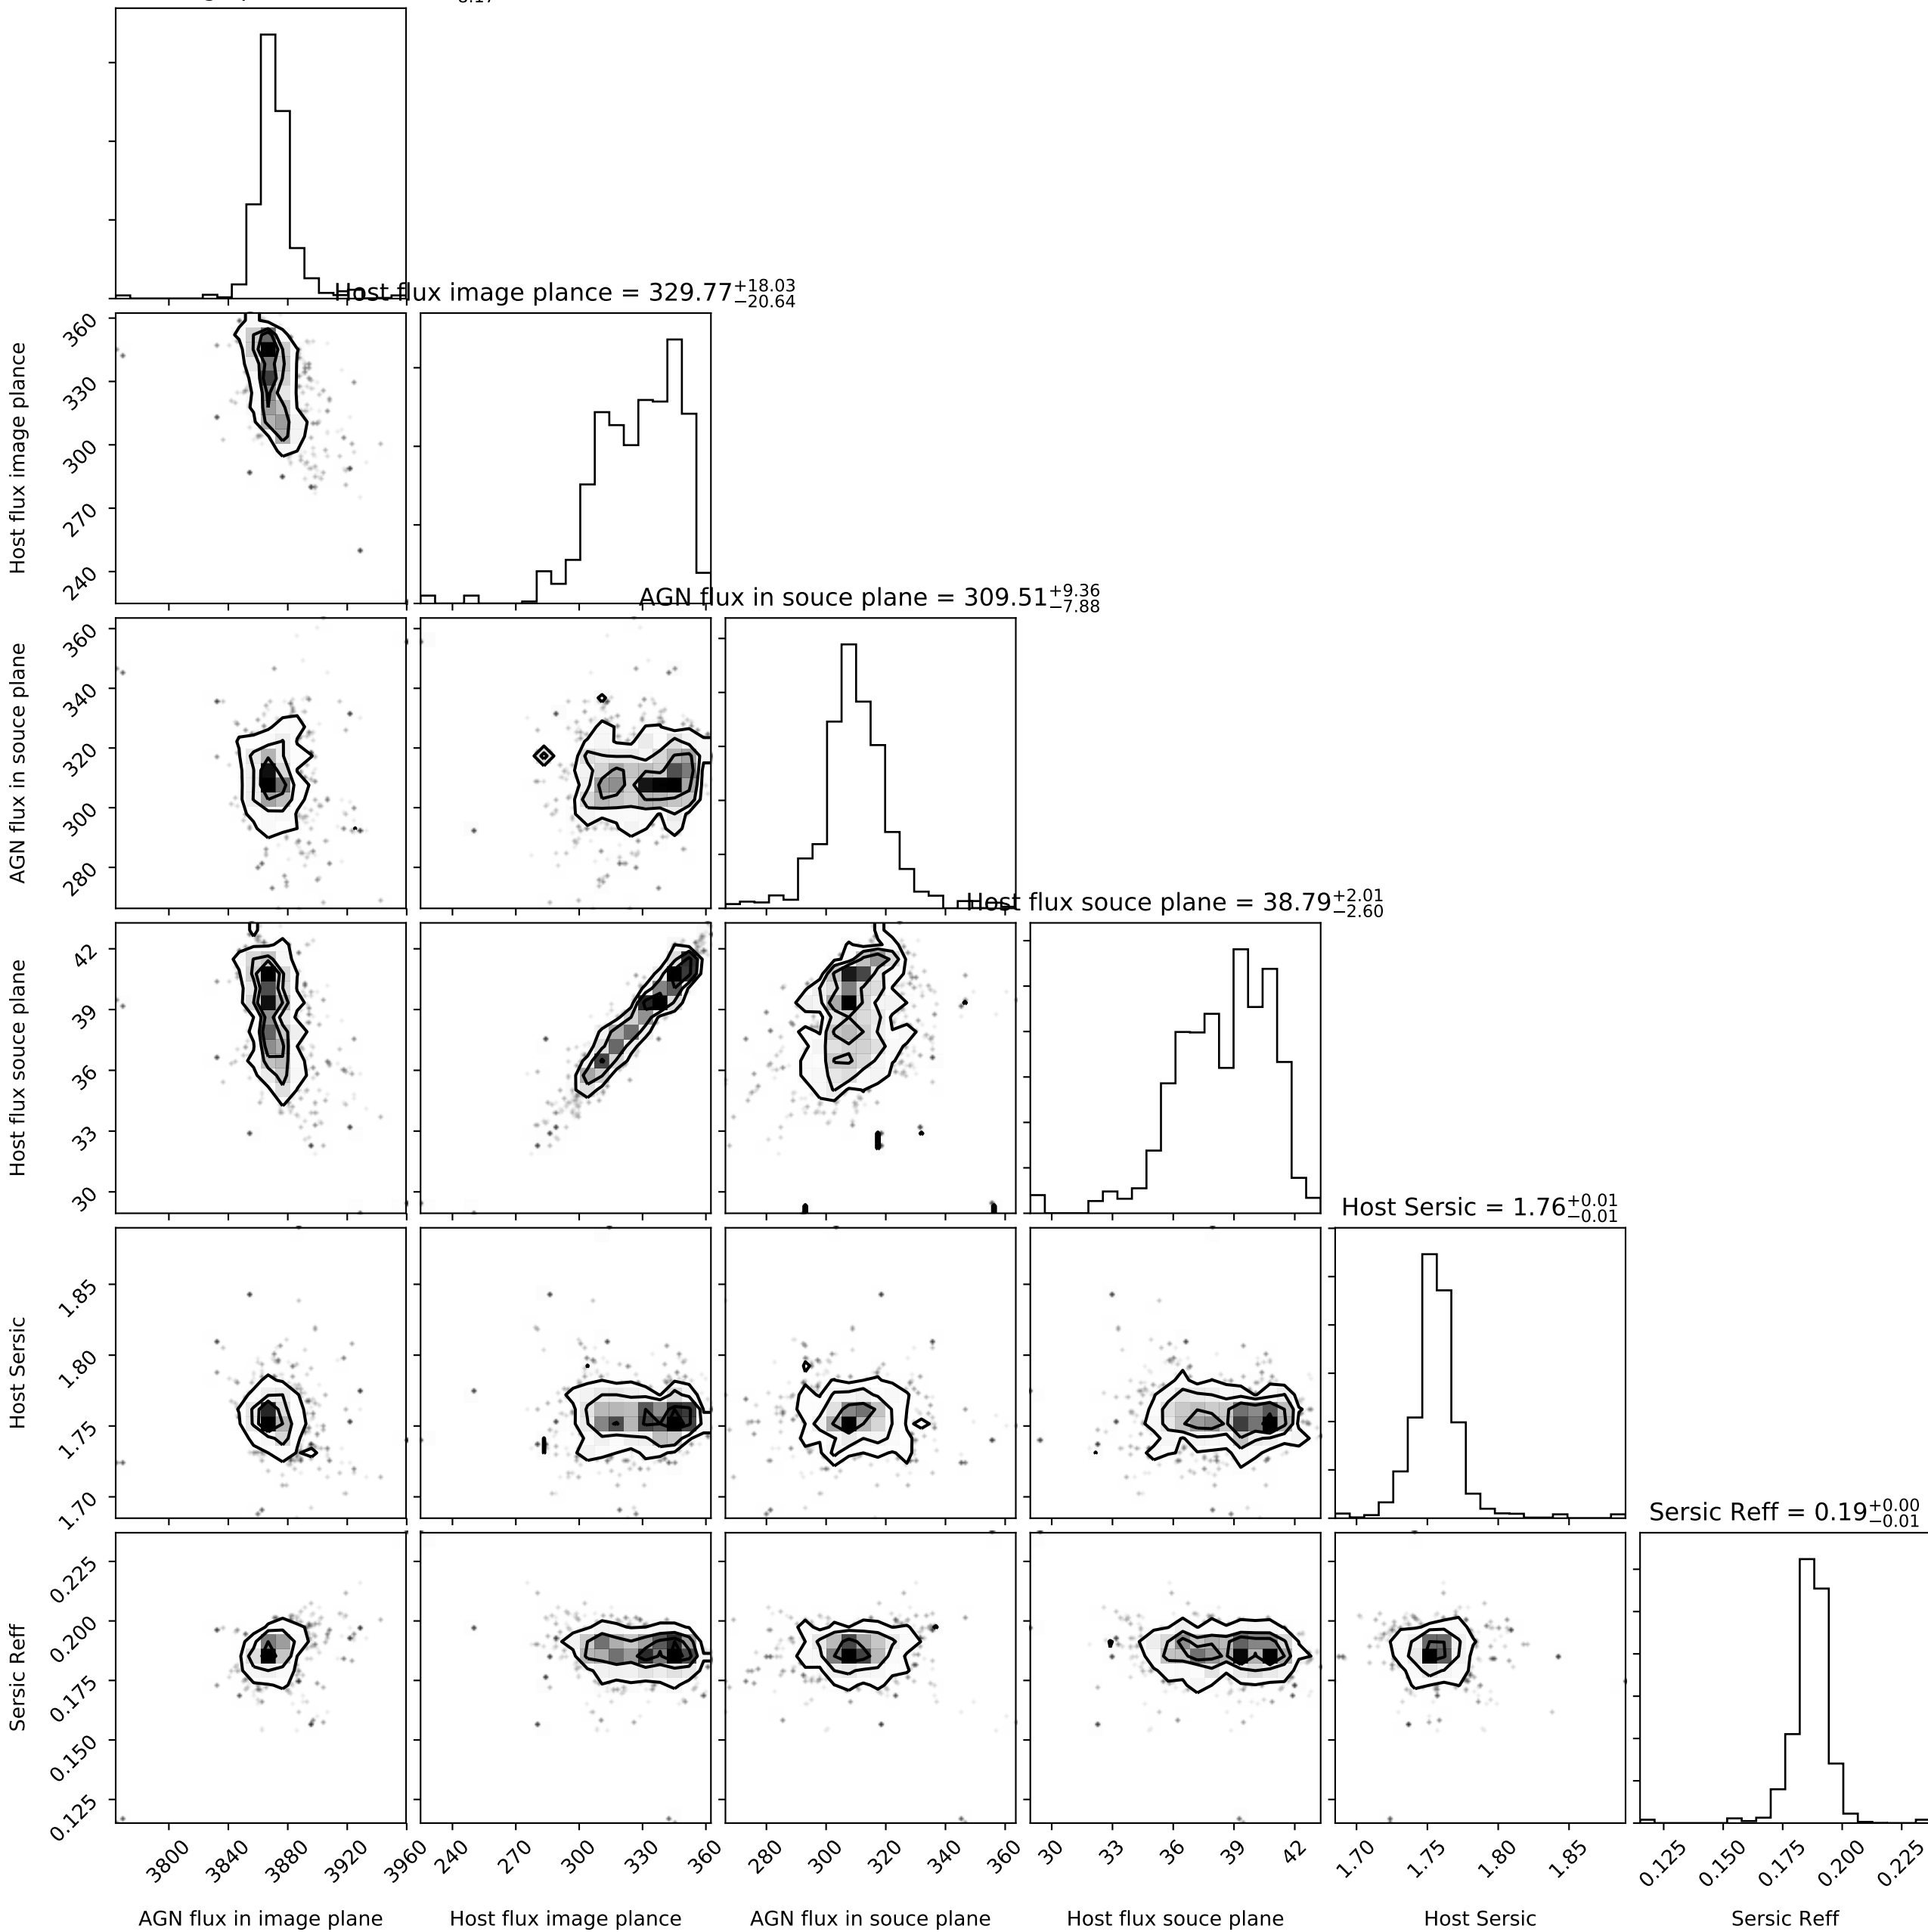 Host flux image plance = 329.77 +18.03 −20.64
360
330
300
270
240
Host flux image plance
AGN flux in souce plane = 309.51 +9.36 −7.88
360
340
320
300
280
AGN flux in souce plane
Host flux souce plane = 38.79 +2.01 −2.60
42
39
36
33
30
Host flux souce plane
Host Sersic = 1.76 +0.01 −0.01
1.85
1.80
1.75
1.70
Host Sersic
Sersic Reff = 0.19 +0.00 −0.01
0.225
0.200
0.175
0.150
0.125
Sersic Reff
3800 3840 3880 3920 3960 240 270 300 330 360 280 300 320 340 360 30 33 36 39 42 1.70 1.75 1.80 1.85 0.125 0.150 0.175 0.200 0.225
AGN flux in image plane Host flux image plance AGN flux in souce plane Host flux souce plane Host Sersic Sersic Reff